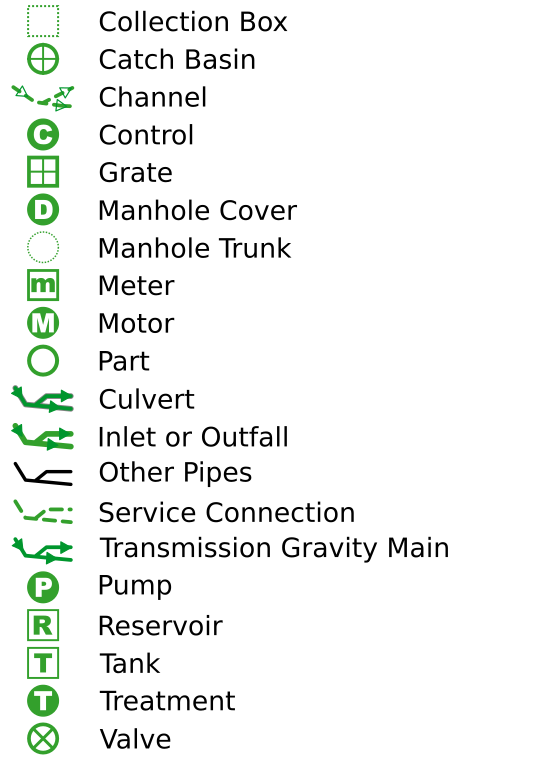 Collection Box
Catch Basin
Channel
C Control
Grate
D Manhole Cover
Manhole Trunk
m Meter
M Motor
Part
Culvert
Inlet or Outfall
Other Pipes
Service Connection
Transmission Gravity Main
P Pump
R Reservoir
T Tank
T Treatment
Valve